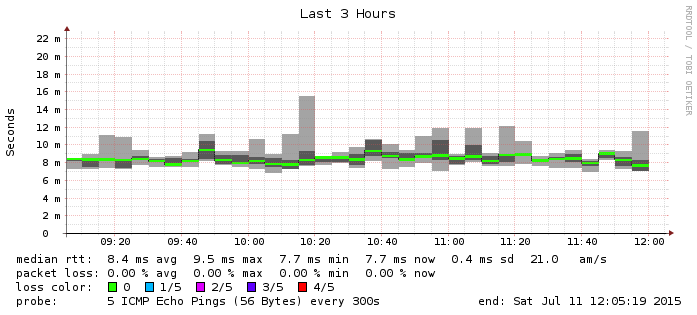 Last 3 Hours
RRDTOOL / TOBI OETIKER
Seconds
22 m
20 m
18 m
16 m
14 m
12 m
10 m
8 m
6 m
4 m
2 m
0
09:20 09:40 10:00 10:20 10:40 11:00 11:20 11:40 12:00
median rtt: 8.4 ms avg 9.5 ms max 7.7 ms min 7.7 ms now 0.4 ms sd 21.0 am/s
packet loss: 0.00 % avg 0.00 % max 0.00 % min 0.00 % now
loss color: 0 1/5 2/5 3/5 4/5
probe: 5 ICMP Echo Pings (56 Bytes) every 300s end: Sat Jul 11 12:05:19 2015